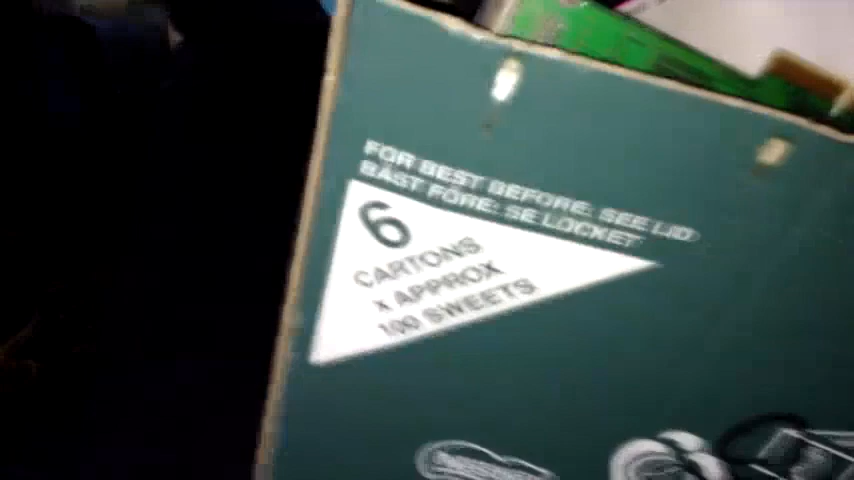 FOR BEST BEFORE: SEE LID
BÄST FÖRE: SE LOCKET
6
CARTONS
x APPROX
100 SWEETS